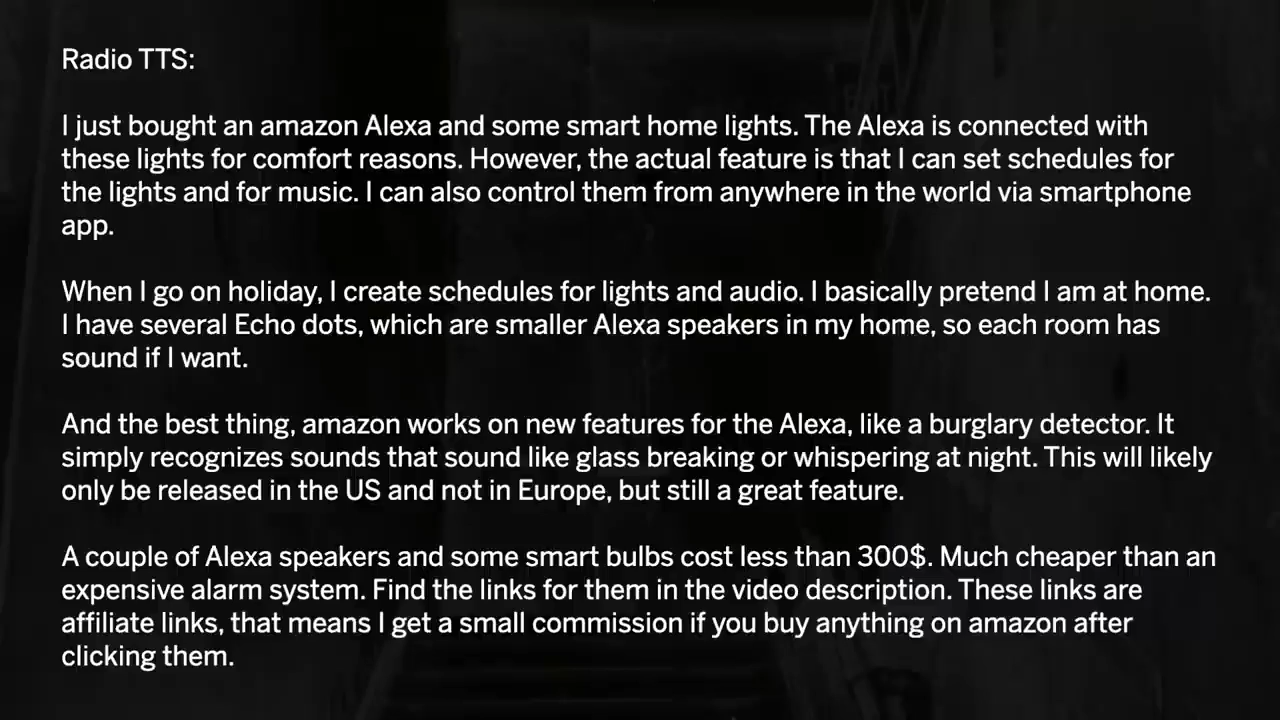 Radio TTS:
I just bought an amazon Alexa and some smart home lights. The Alexa is connected with
these lights for comfort reasons. However, the actual feature is that I can set schedules for
the lights and for music. I can also control them from anywhere in the world via smartphone
app.
When I go on holiday, I create schedules for lights and audio. I basically pretend I am at home.
I have several Echo dots, which are smaller Alexa speakers in my home, so each room has
sound if I want.
And the best thing, amazon works on new features for the Alexa, like a burglary detector. It
simply recognizes sounds that sound like glass breaking or whispering at night. This will likely
only be released in the US and not in Europe, but still a great feature.
A couple of Alexa speakers and some smart bulbs cost less than 300$. Much cheaper than an
expensive alarm system. Find the links for them in the video description. These links are
affiliate links, that means I get a small commission if you buy anything on amazon after
clicking them.